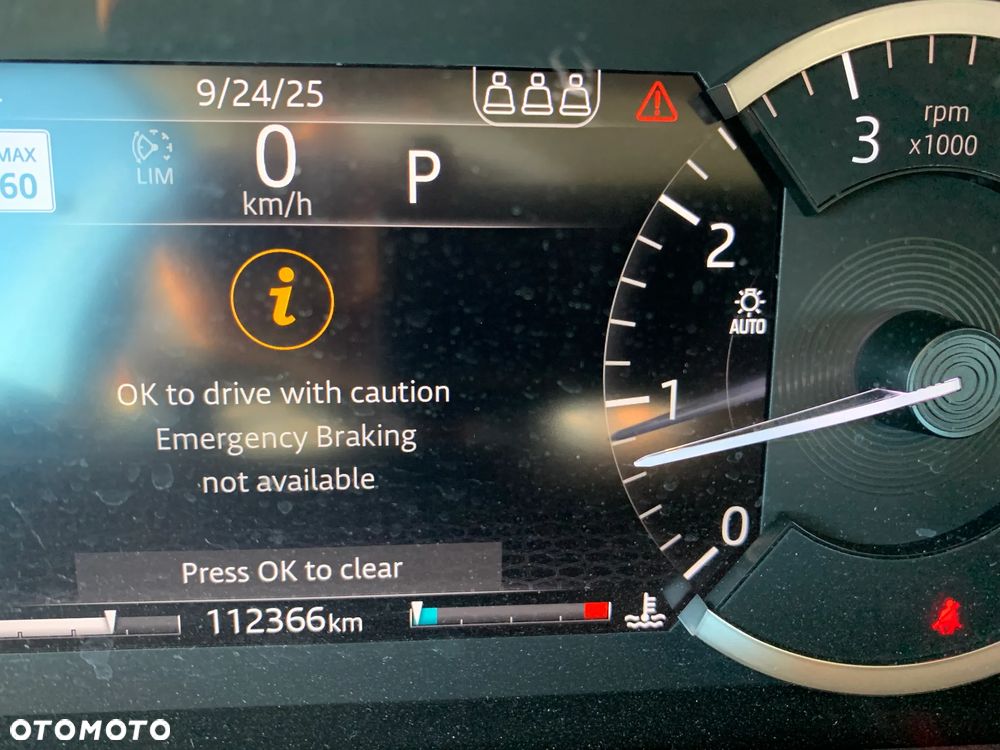 9/24/25
MAX
60
LIM
0
km/h
P
3
rpm
x1000
2
AUTO
1
0
OK to drive with caution
Emergency Braking
not available
Press OK to clear
112366km
OTOMOTO